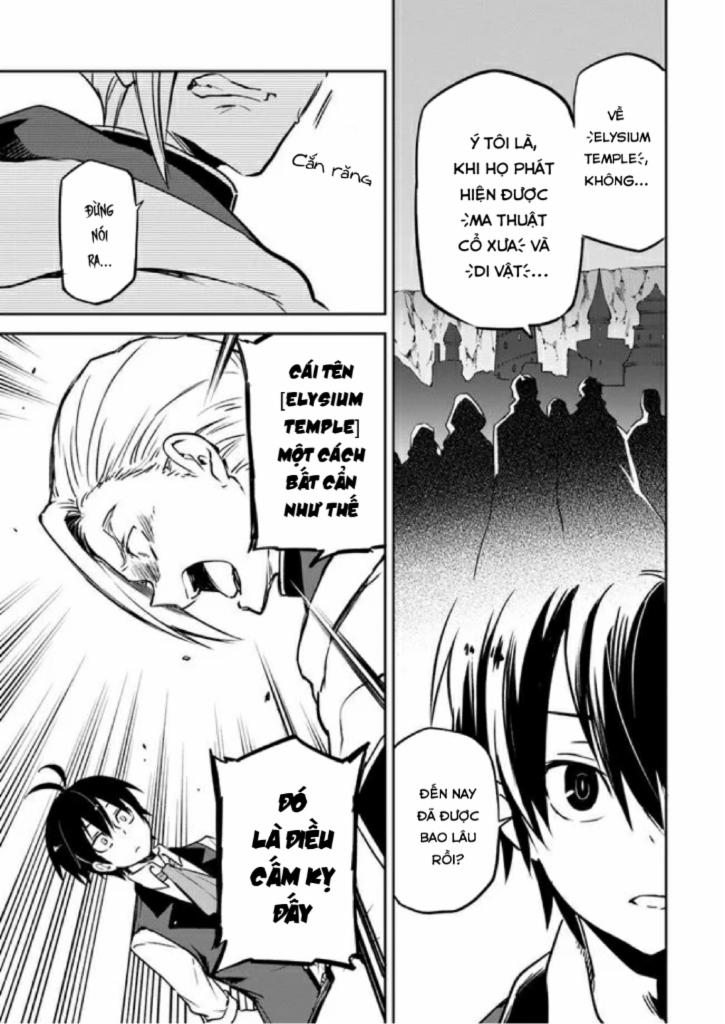 VỀ
⁖ELYSIUM
TEMPLE⁖,
KHÔNG...
Ý TÔI LÀ,
KHI HỌ PHÁT
HIỆN ĐƯỢC
⁖MA THUẬT
CỔ XƯA⁖ VÀ
⁖DI VẬT⁖...
ĐẾN NAY
ĐÃ ĐƯỢC
BAO LÂU
RỒI?
Cắn răng
ĐỪNG
NÓI
RA...
CÁI TÊN
[ELYSIUM
TEMPLE]
MỘT CÁCH
BẤT CẨN
NHƯ THẾ
ĐÓ
LÀ ĐIỀU
CẤM KỴ
ĐẤY